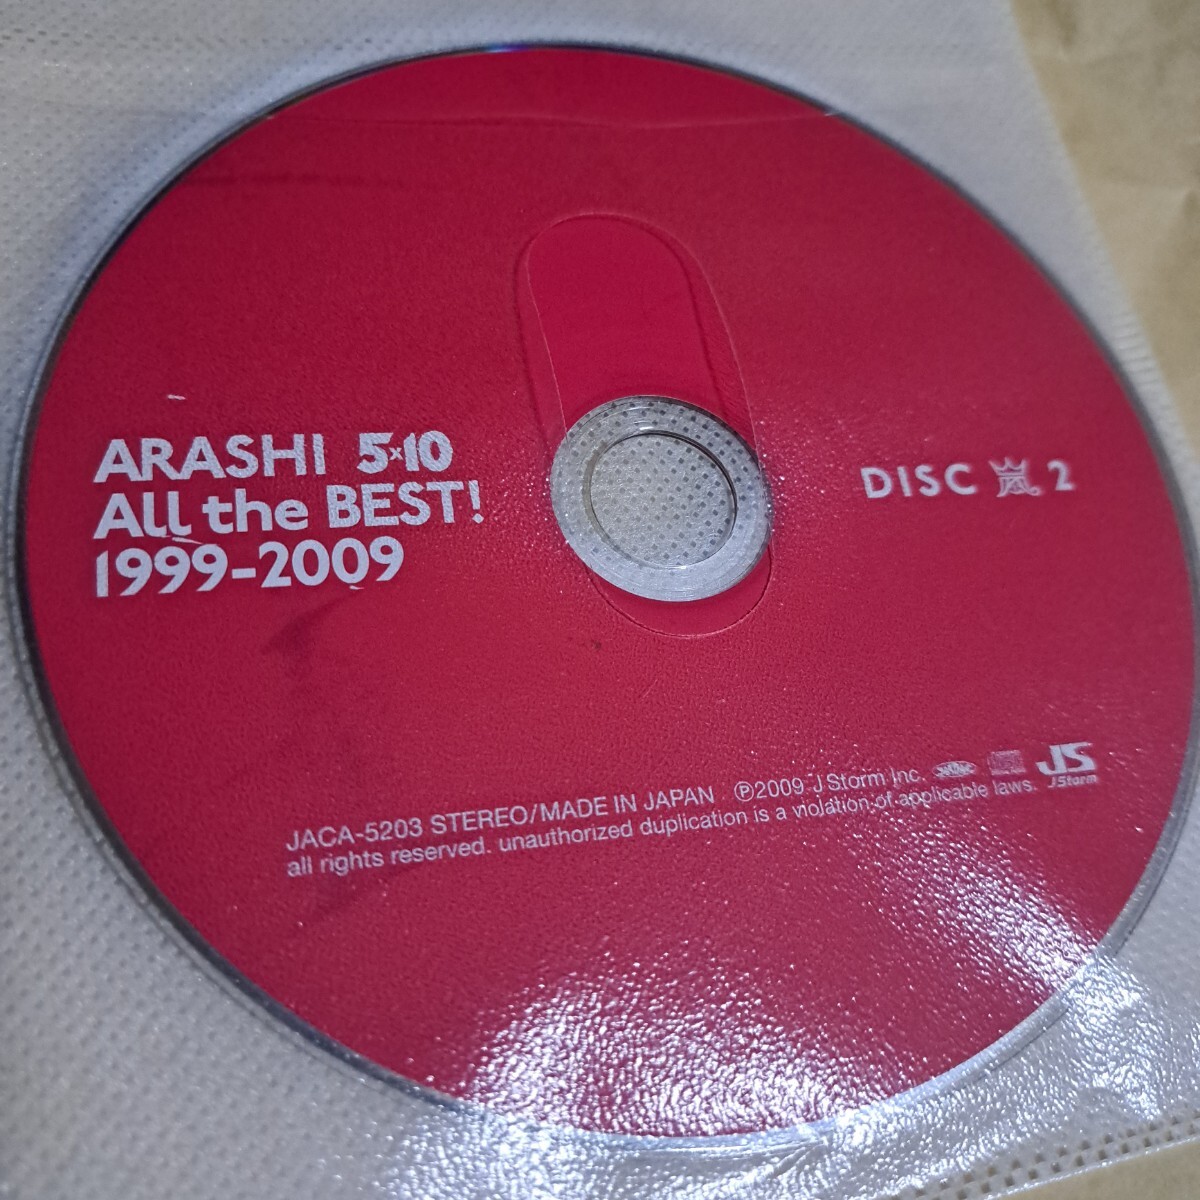 ARASHI 5×10
All the BEST!
1999-2009
DISC 嵐 2
JACA-5203 STEREO/MADE IN JAPAN ℗2009 J Storm Inc.
all rights reserved. unauthorized duplication is a violation of applicable laws.
JS
J Storm